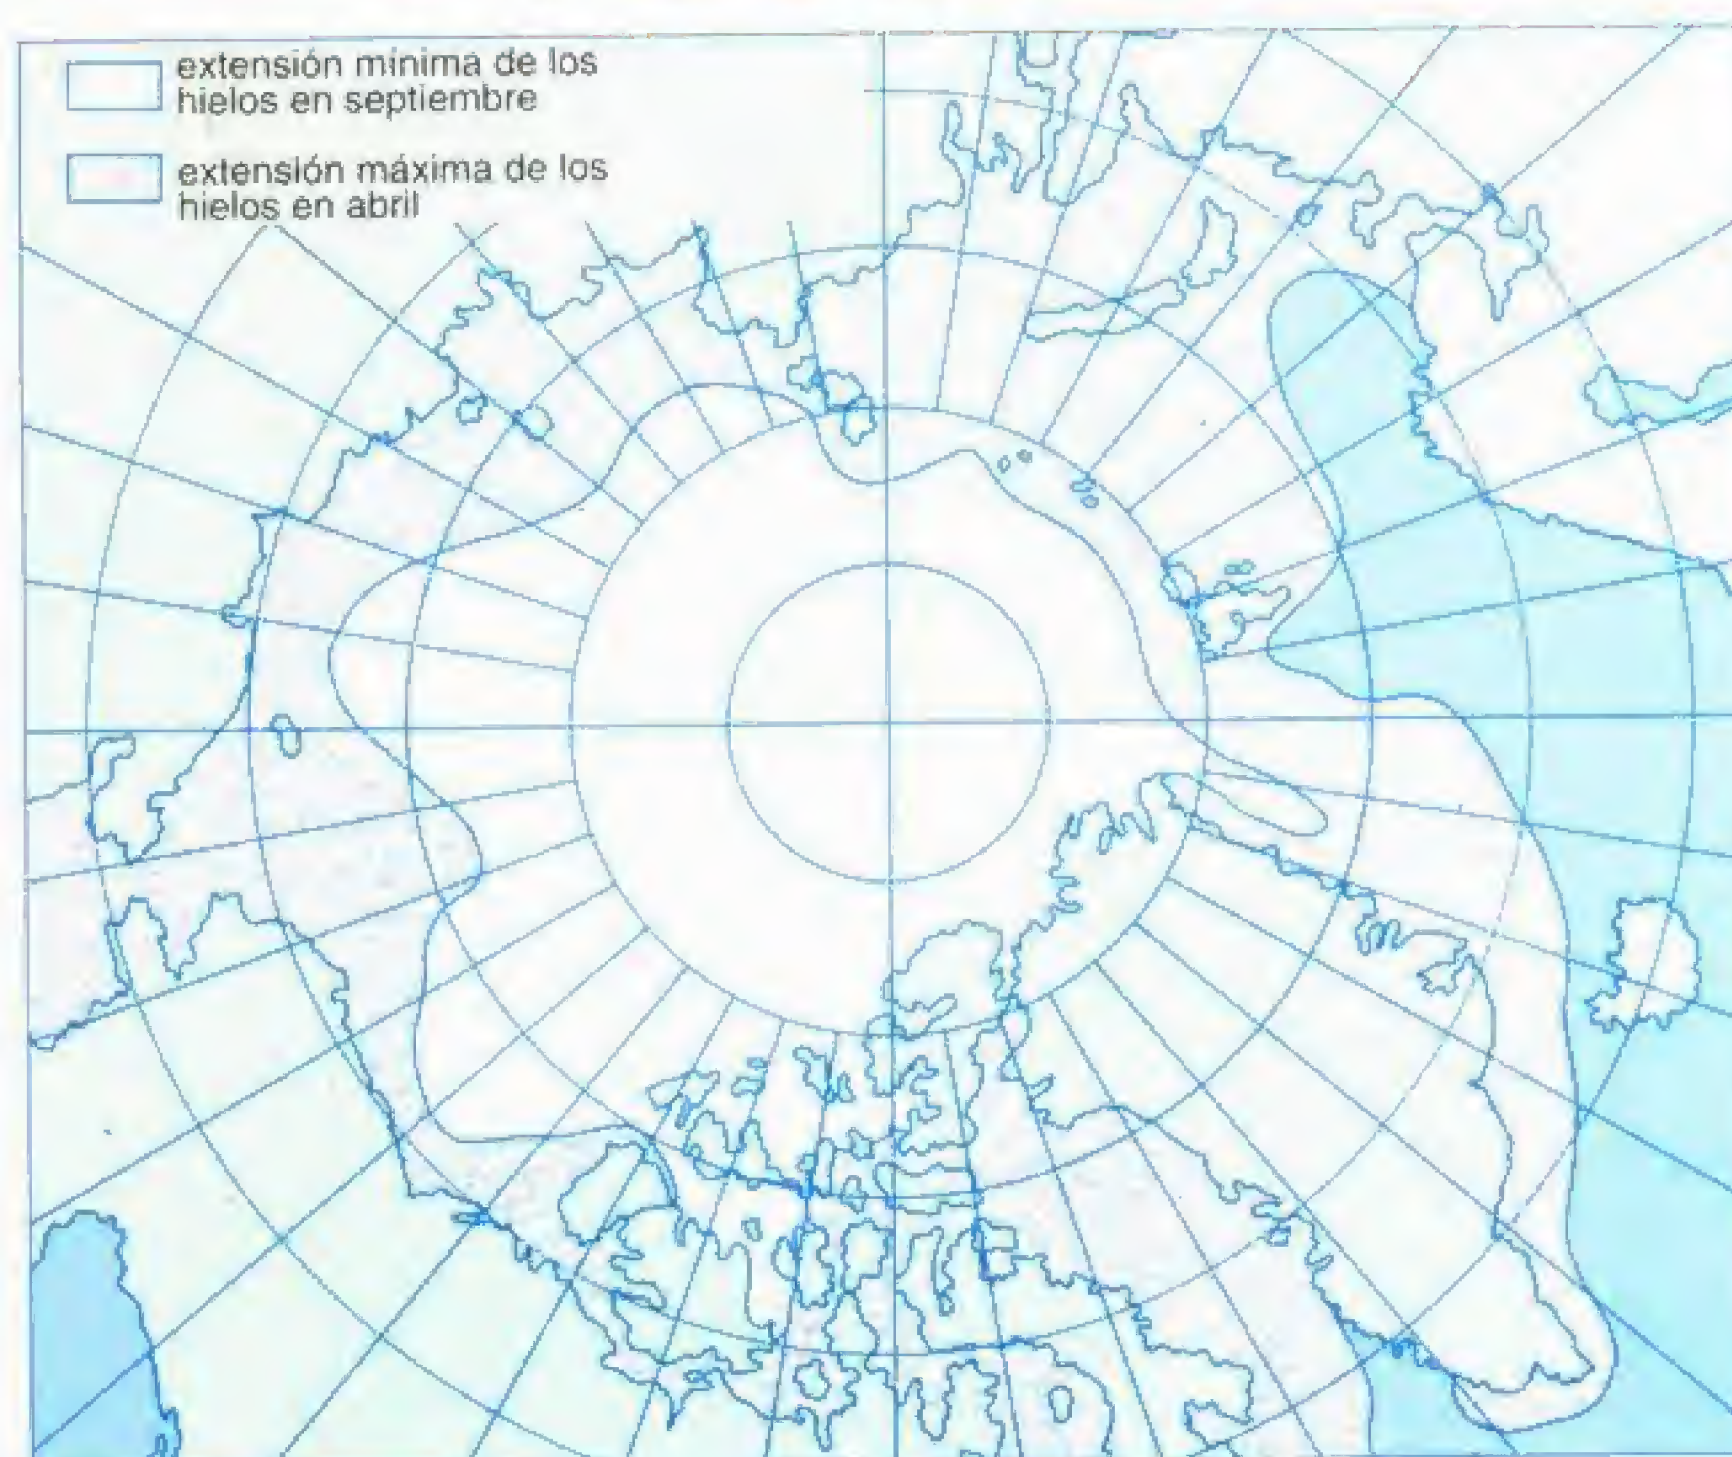 extensión mínima de los
hielos en septiembre
extensión máxima de los
hielos en abril